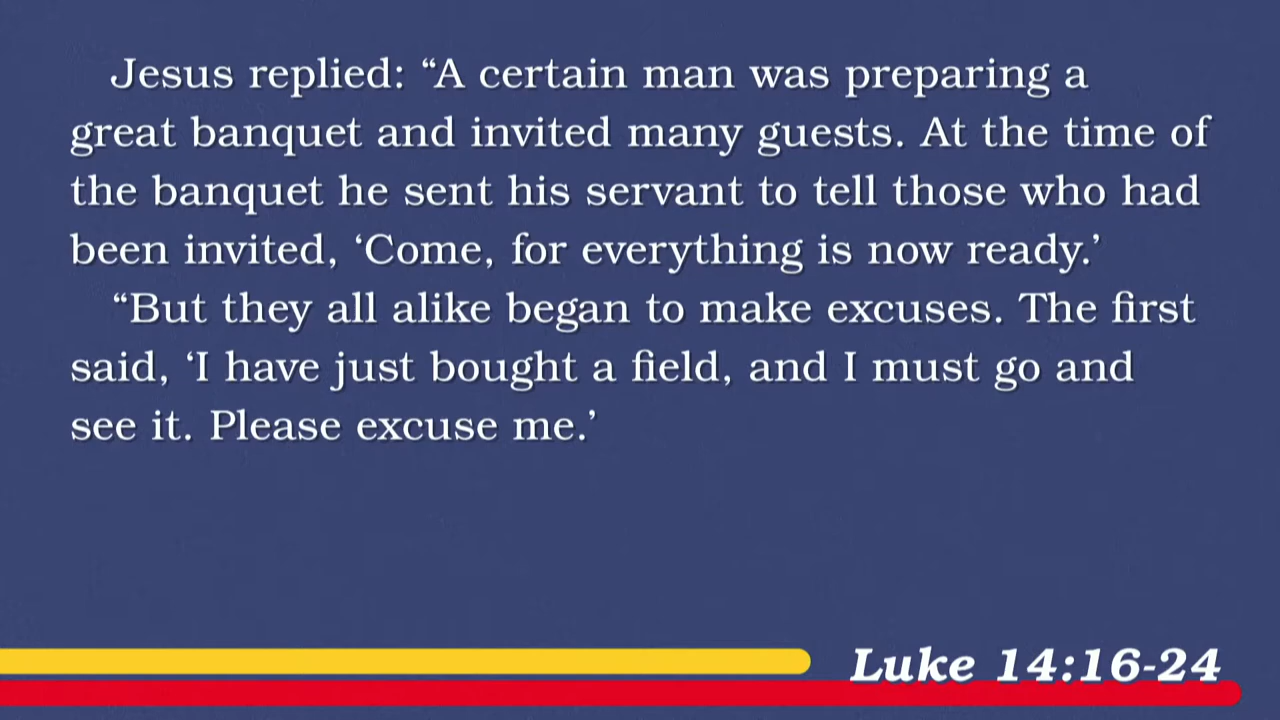 Jesus replied: “A certain man was preparing a
great banquet and invited many guests. At the time of
the banquet he sent his servant to tell those who had
been invited, ‘Come, for everything is now ready.’
“But they all alike began to make excuses. The first
said, ‘I have just bought a field, and I must go and
see it. Please excuse me.’
Luke 14:16-24